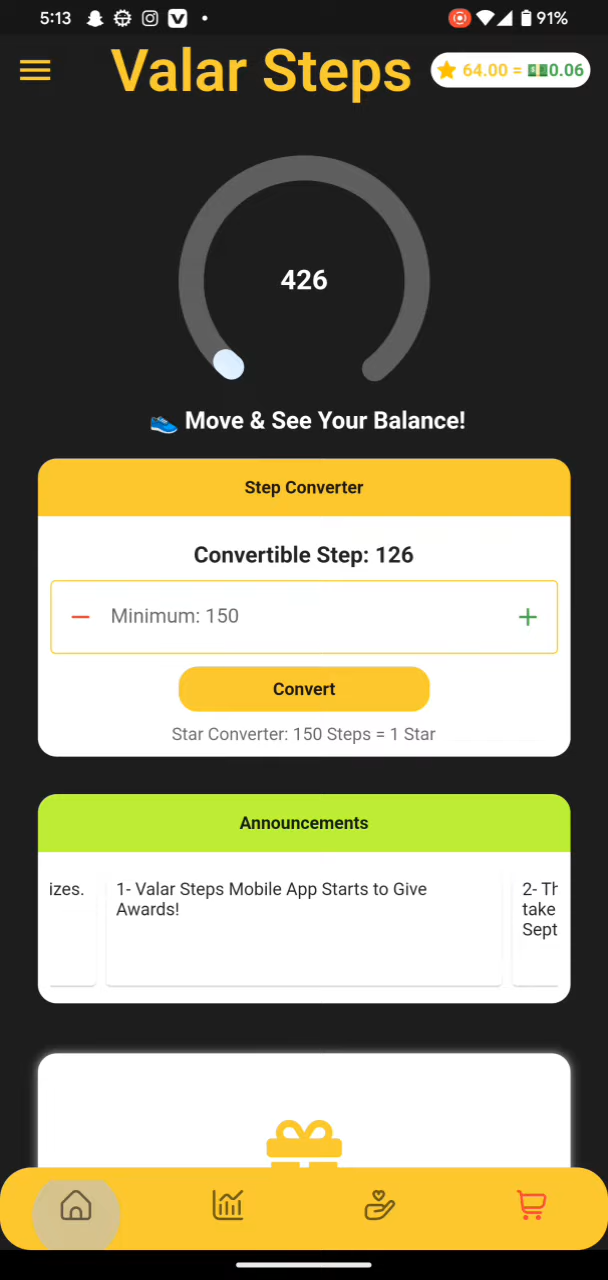 5:13
91%
Valar Steps
64.00 = 0.06
426
Move & See Your Balance!
Step Converter
Convertible Step: 126
Minimum: 150
Convert
Star Converter: 150 Steps = 1 Star
Announcements
izes.
1- Valar Steps Mobile App Starts to Give
Awards!
2- Th
take
Sept